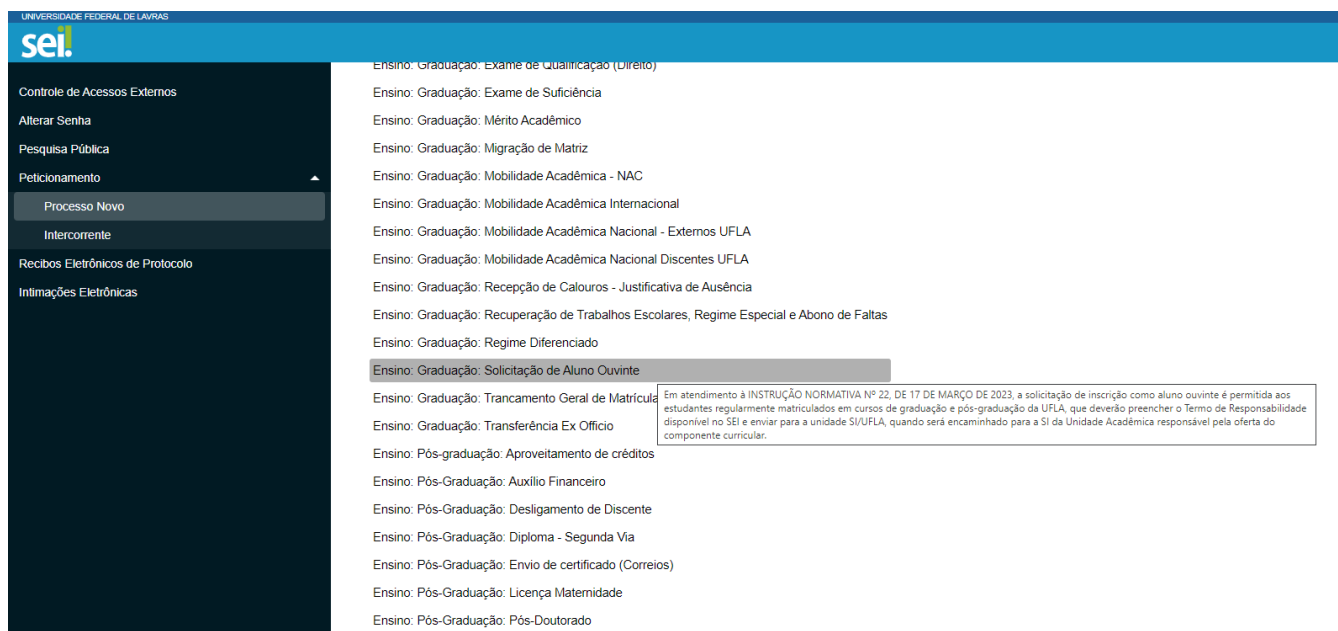 UNIVERSIDADE FEDERAL DE LAVRAS
sei!
Controle de Acessos Externos
Alterar Senha
Pesquisa Pública
Peticionamento
Processo Novo
Intercorrente
Recibos Eletrônicos de Protocolo
Intimações Eletrônicas
Ensino: Graduação: Exame de Qualificação (Direito)
Ensino: Graduação: Exame de Suficiência
Ensino: Graduação: Mérito Acadêmico
Ensino: Graduação: Migração de Matriz
Ensino: Graduação: Mobilidade Acadêmica - NAC
Ensino: Graduação: Mobilidade Acadêmica Internacional
Ensino: Graduação: Mobilidade Acadêmica Nacional - Externos UFLA
Ensino: Graduação: Mobilidade Acadêmica Nacional Discentes UFLA
Ensino: Graduação: Recepção de Calouros - Justificativa de Ausência
Ensino: Graduação: Recuperação de Trabalhos Escolares, Regime Especial e Abono de Faltas
Ensino: Graduação: Regime Diferenciado
Ensino: Graduação: Solicitação de Aluno Ouvinte
Em atendimento à INSTRUÇÃO NORMATIVA Nº 22, DE 17 DE MARÇO DE 2023, a solicitação de inscrição como aluno ouvinte é permitida aos
estudantes regularmente matriculados em cursos de graduação e pós-graduação da UFLA, que deverão preencher o Termo de Responsabilidade
disponível no SEI e enviar para a unidade SI/UFLA, quando será encaminhado para a SI da Unidade Acadêmica responsável pela oferta do
componente curricular.
Ensino: Graduação: Trancamento Geral de Matrícula
Ensino: Graduação: Transferência Ex Officio
Ensino: Pós-graduação: Aproveitamento de créditos
Ensino: Pós-Graduação: Auxílio Financeiro
Ensino: Pós-Graduação: Desligamento de Discente
Ensino: Pós-Graduação: Diploma - Segunda Via
Ensino: Pós-Graduação: Envio de certificado (Correios)
Ensino: Pós-Graduação: Licença Maternidade
Ensino: Pós-Graduação: Pós-Doutorado